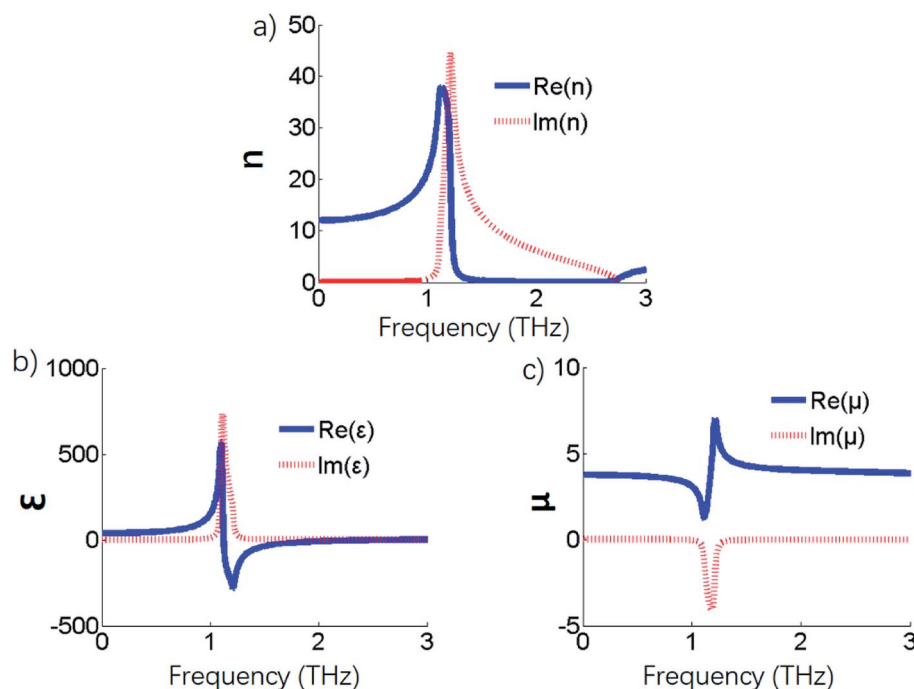 a)
50
40
30
20
10
0
n
Re(n)
Im(n)
0 1 2 3
Frequency (THz)
b)
1000
500
0
-500
ε
Re(ε)
Im(ε)
0 1 2 3
Frequency (THz)
c)
10
5
0
-5
μ
Re(μ)
Im(μ)
0 1 2 3
Frequency (THz)